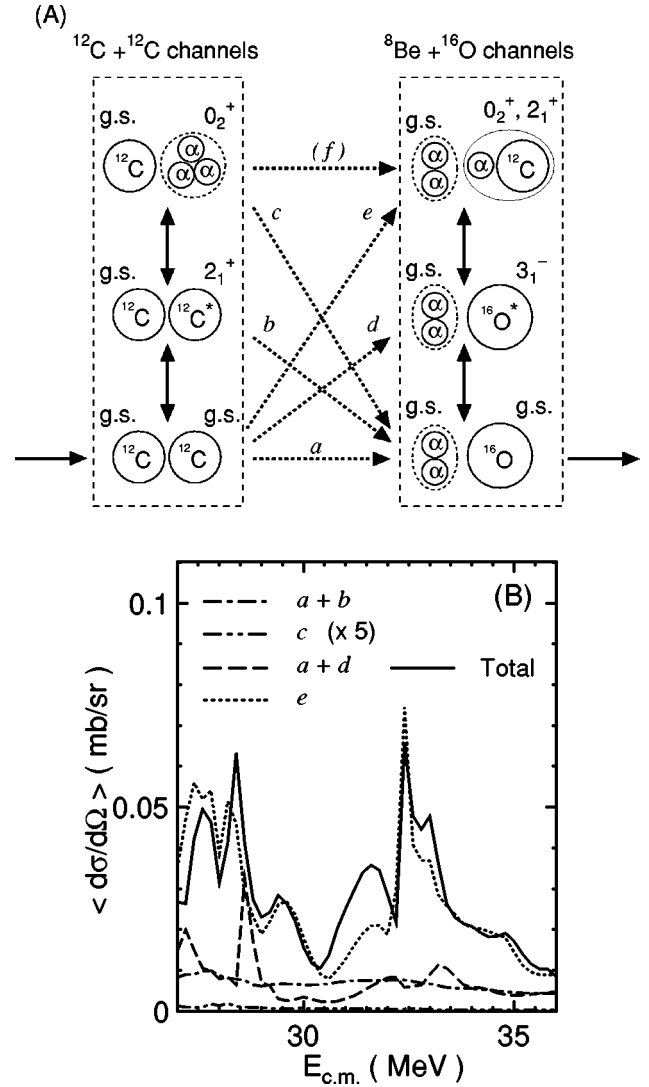 (A)
12C + 12C channels 8Be + 16O channels
g.s. 0₂⁺ g.s. 0₂⁺, 2₁⁺
12C α α α (f) α α α 12C
c e
g.s. 2₁⁺ g.s. 3₁⁻
12C 12C* b d α α 16O*
g.s. g.s. g.s. g.s.
12C 12C a α α 16O
(B)
0.1 a + b
c (x 5)
a + d Total
e
< dσ/dΩ > ( mb/sr )
0.05
0
30 35
Ec.m. ( MeV )